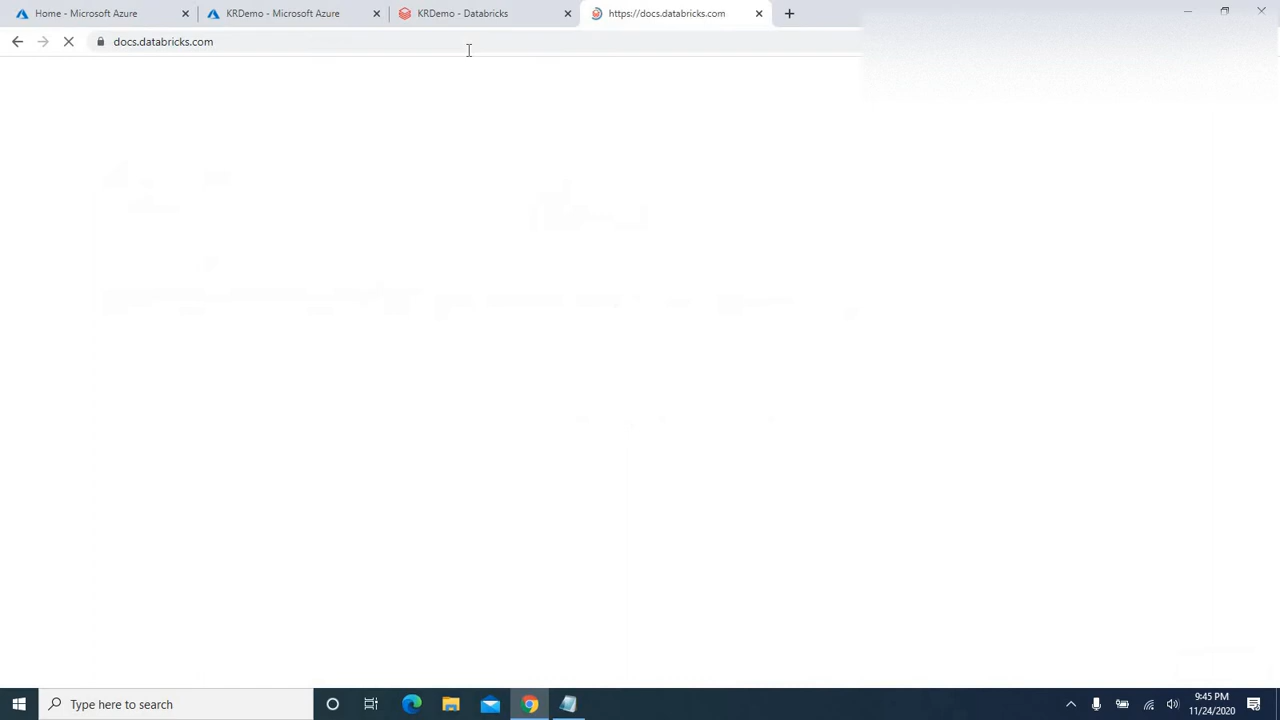 Home - Microsoft Azure
KRDemo - Microsoft Azure
KRDemo - Databricks
https://docs.databricks.com
docs.databricks.com
Type here to search
9:45 PM
11/24/2020